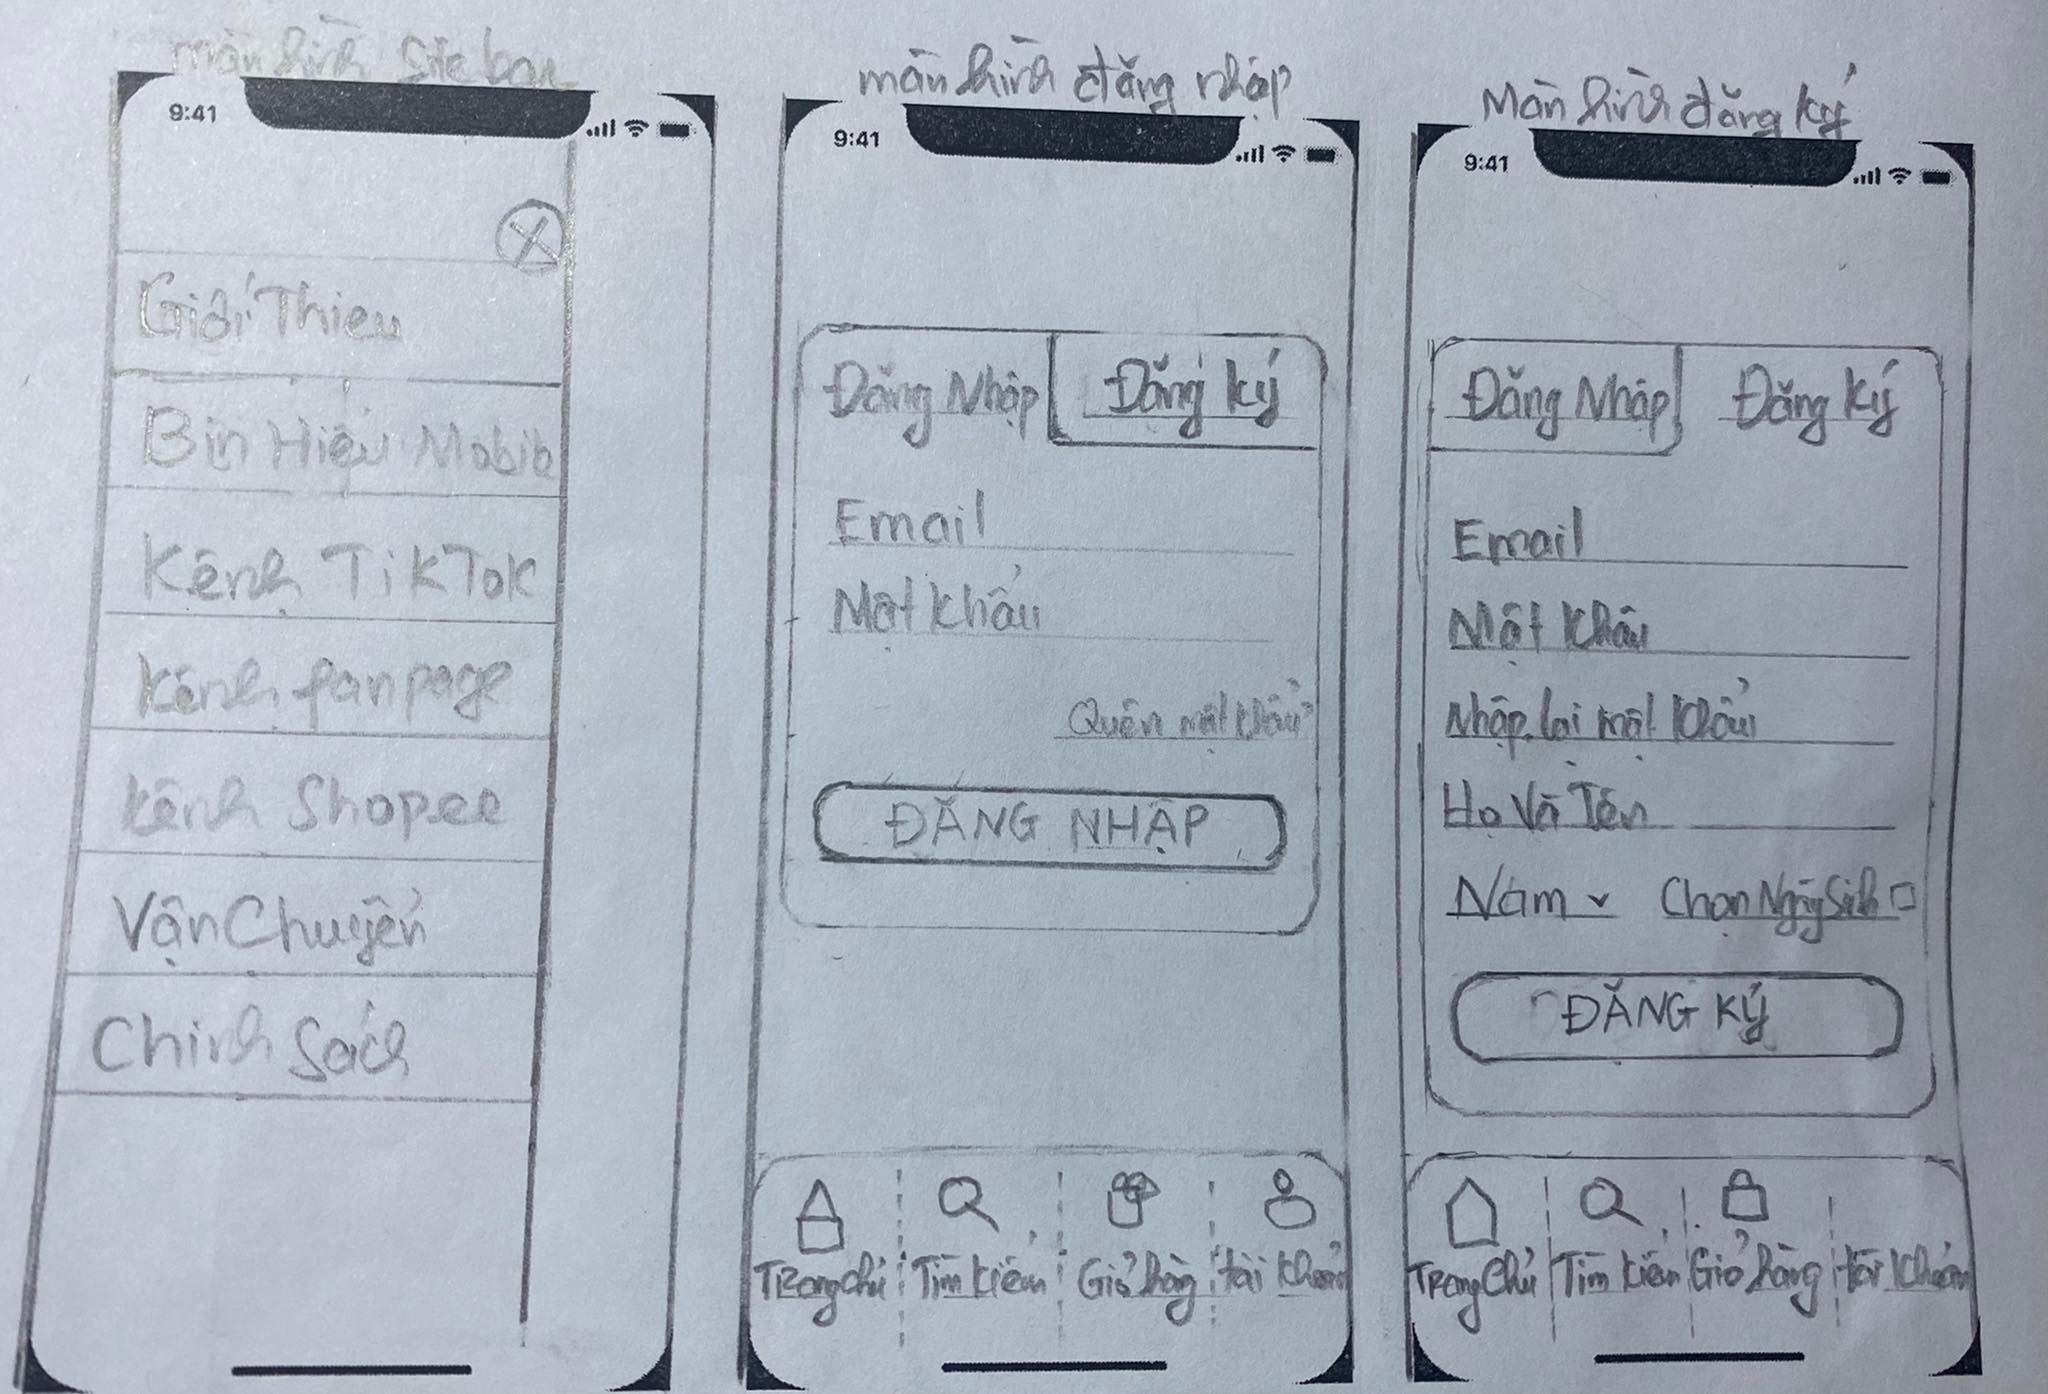 màn hình Site bar
9:41
Giới Thieu
Bin Hiệu Mobile
Kênh TikTok
Kênh fanpage
Kênh Shopee
Vận Chuyển
Chinh Sách
màn hình đăng nhập
9:41
Đăng Nhập
Đăng ký
Email
Mật khẩu
Quên mật khẩu?
ĐĂNG NHẬP
Trang chủ
Tìm kiếm
Giỏ hàng
tài khoản
Màn hình đăng ký
9:41
Đăng Nhập
Đăng ký
Email
Mật khẩu
Nhập lại mật khẩu
Họ Và Tên
Nam
Chọn Ngày Sinh
ĐĂNG KÝ
Trang Chủ
Tìm kiếm
Giỏ hàng
tài khoản